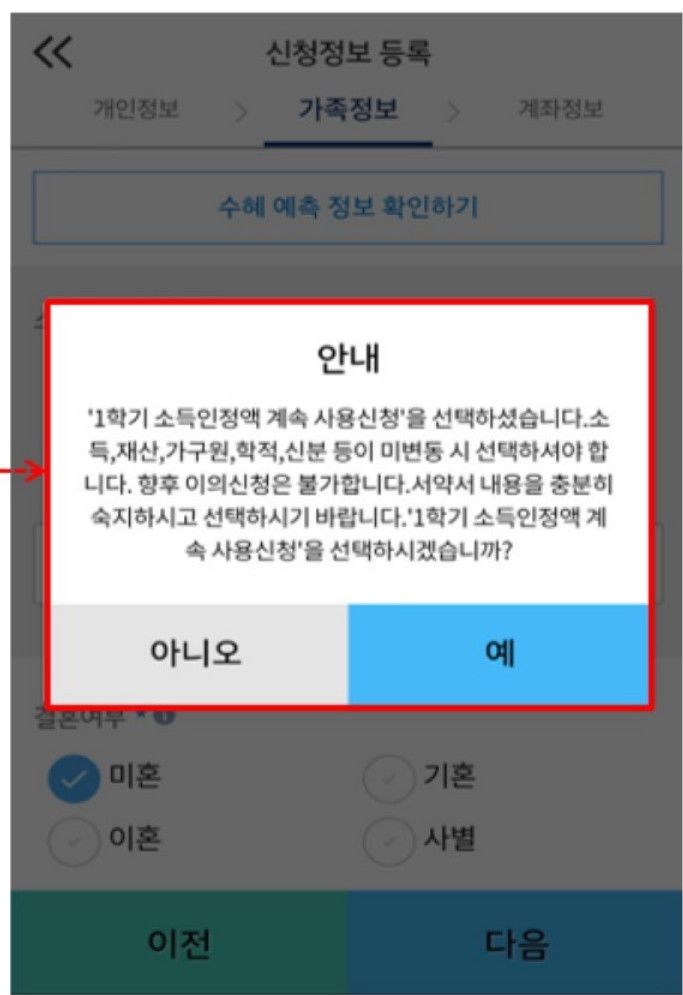 신청정보 등록
개인정보 > 가족정보 > 계좌정보
수혜 예측 정보 확인하기
안내
'1학기 소득인정액 계속 사용신청'을 선택하셨습니다.소
득,재산,가구원,학적,신분 등이 미변동 시 선택하셔야 합
니다. 향후 이의신청은 불가합니다.서약서 내용을 충분히
숙지하시고 선택하시기 바랍니다.'1학기 소득인정액 계
속 사용신청'을 선택하시겠습니까?
아니오 예
결혼여부 *
미혼 기혼
이혼 사별
이전 다음